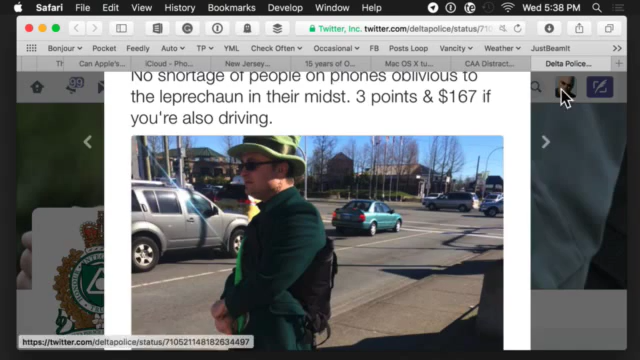 Safari File Edit View History Bookmarks Develop Window Wed 5:38 PM
Twitter, Inc. twitter.com/deltapolice/status/710
Bonjour Pocket Feedly Auto TP YML Check Often Occasional FB Posts Loop Vancity Weather JustBeamIt
Th Can Apple's... iCloud - Pho... New Jersey... 15 years of O... Mac OS X tu... CAA Distract... Delta Police...
99
No shortage of people on phones oblivious to
the leprechaun in their midst. 3 points & $167 if
you're also driving.
https://twitter.com/deltapolice/status/710521148182634497